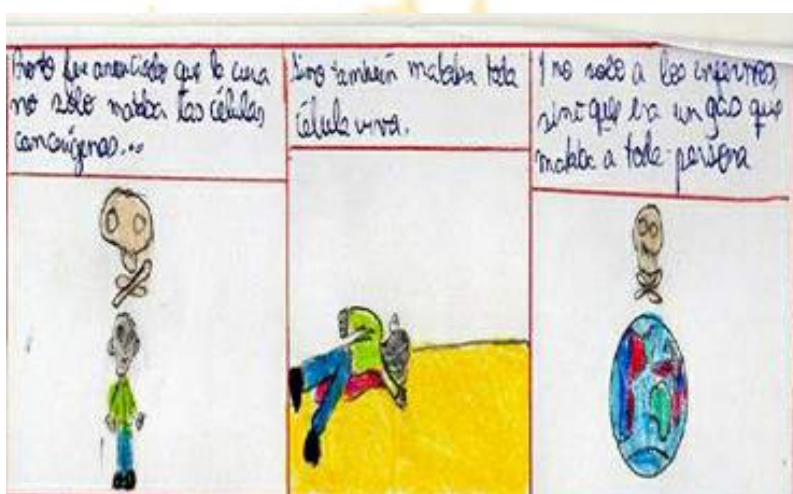 Pronto fue anunciado que la cura
no sólo mataba las células
cancerígenas...
Sino también mataba toda
célula viva.
Y no solo a los enfermos,
sino que era un gas que
mataba a toda persona